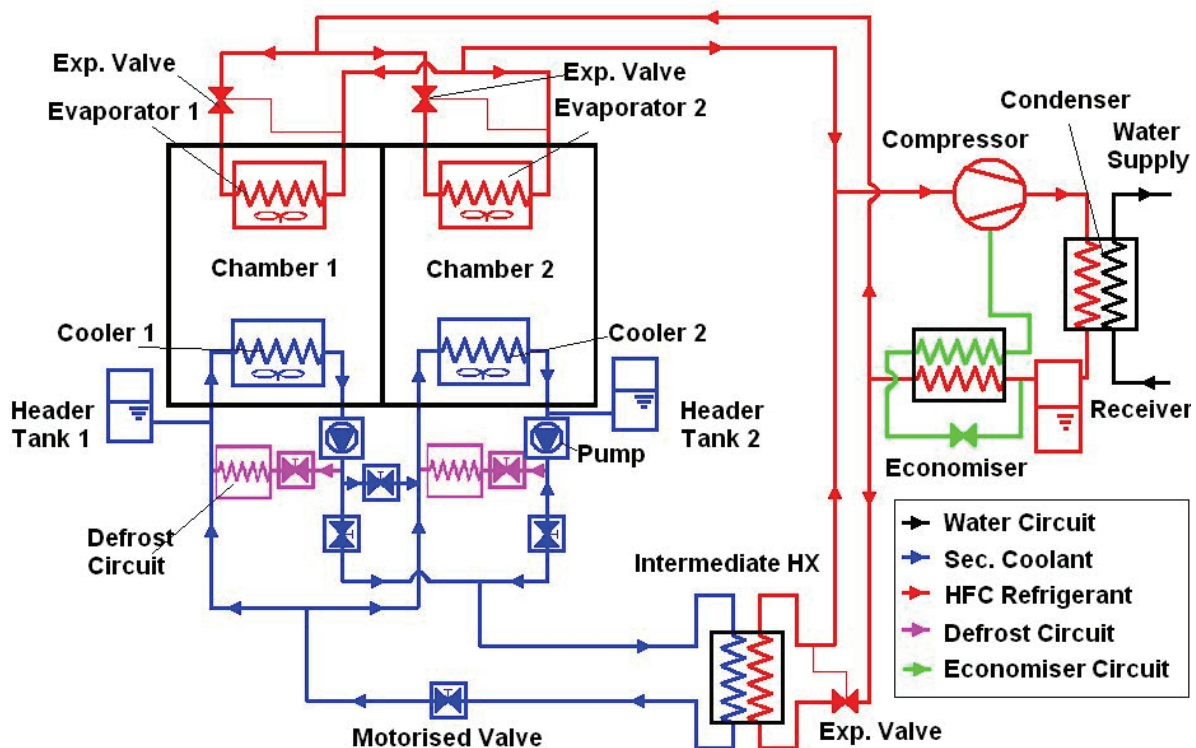 Exp. Valve
Exp. Valve
Evaporator 1
Evaporator 2
Condenser
Compressor
Water
Supply
Chamber 1
Chamber 2
Cooler 1
Cooler 2
Header
Tank 1
Header
Tank 2
Receiver
Pump
Economiser
Defrost
Circuit
Intermediate HX
Water Circuit
Sec. Coolant
HFC Refrigerant
Defrost Circuit
Economiser Circuit
Motorised Valve
Exp. Valve